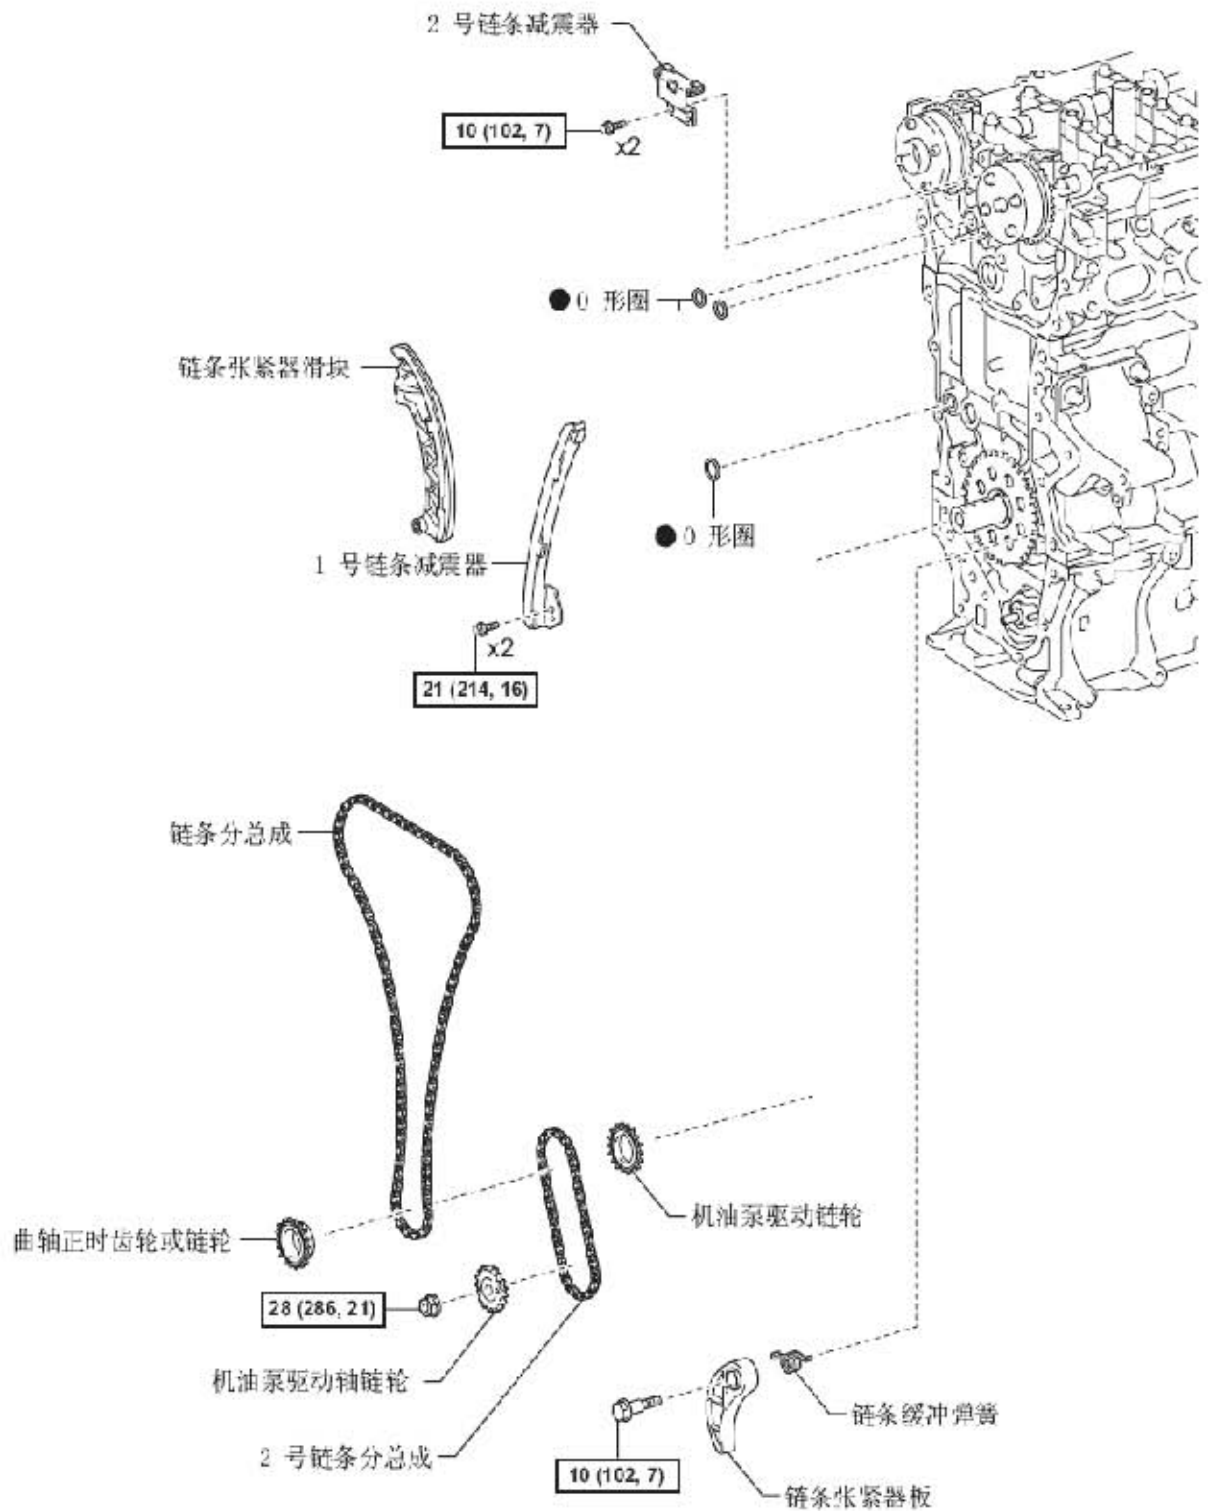 2 号链条减震器
10 (102, 7)
x2
●O 形圈
链条张紧器滑块
●O 形圈
1 号链条减震器
x2
21 (214, 16)
链条分总成
机油泵驱动链轮
曲轴正时齿轮或链轮
28 (286, 21)
机油泵驱动轴链轮
链条缓冲弹簧
2 号链条分总成
10 (102, 7)
链条张紧器板